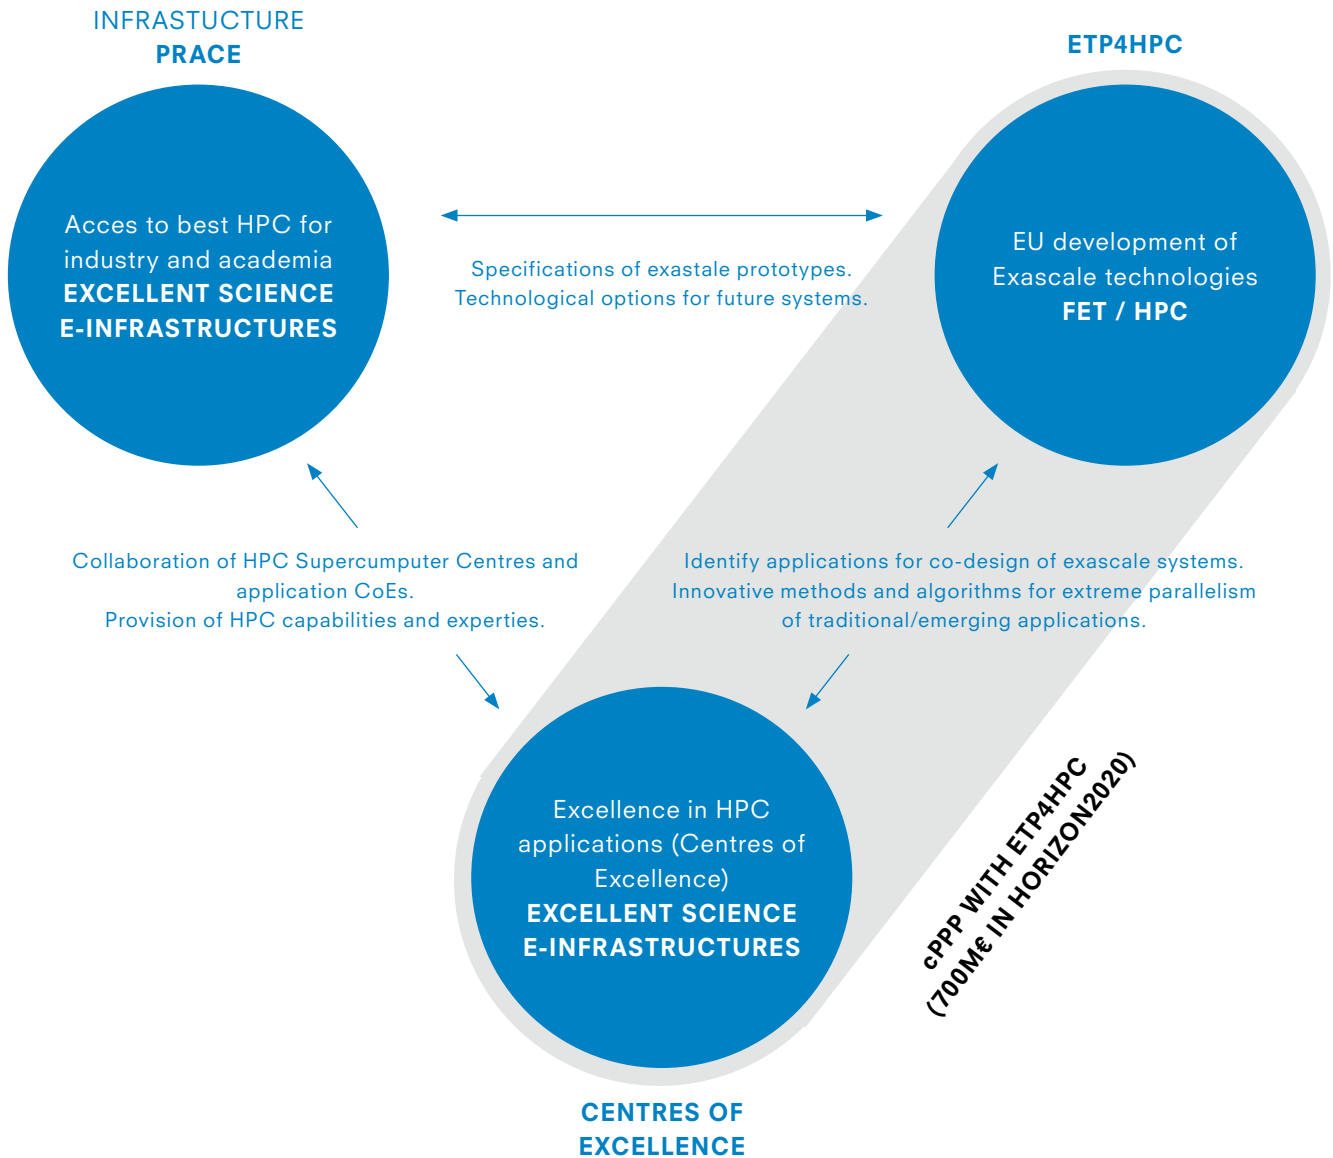 INFRASTUCTURE
PRACE
ETP4HPC
Acces to best HPC for
industry and academia
EXCELLENT SCIENCE
E-INFRASTRUCTURES
EU development of
Exascale technologies
FET / HPC
Specifications of exastale prototypes.
Technological options for future systems.
Collaboration of HPC Supercumputer Centres and
application CoEs.
Provision of HPC capabilities and experties.
Identify applications for co-design of exascale systems.
Innovative methods and algorithms for extreme parallelism
of traditional/emerging applications.
Excellence in HPC
applications (Centres of
Excellence)
EXCELLENT SCIENCE
E-INFRASTRUCTURES
cPPP WITH ETP4HPC
(700M€ IN HORIZON2020)
CENTRES OF
EXCELLENCE